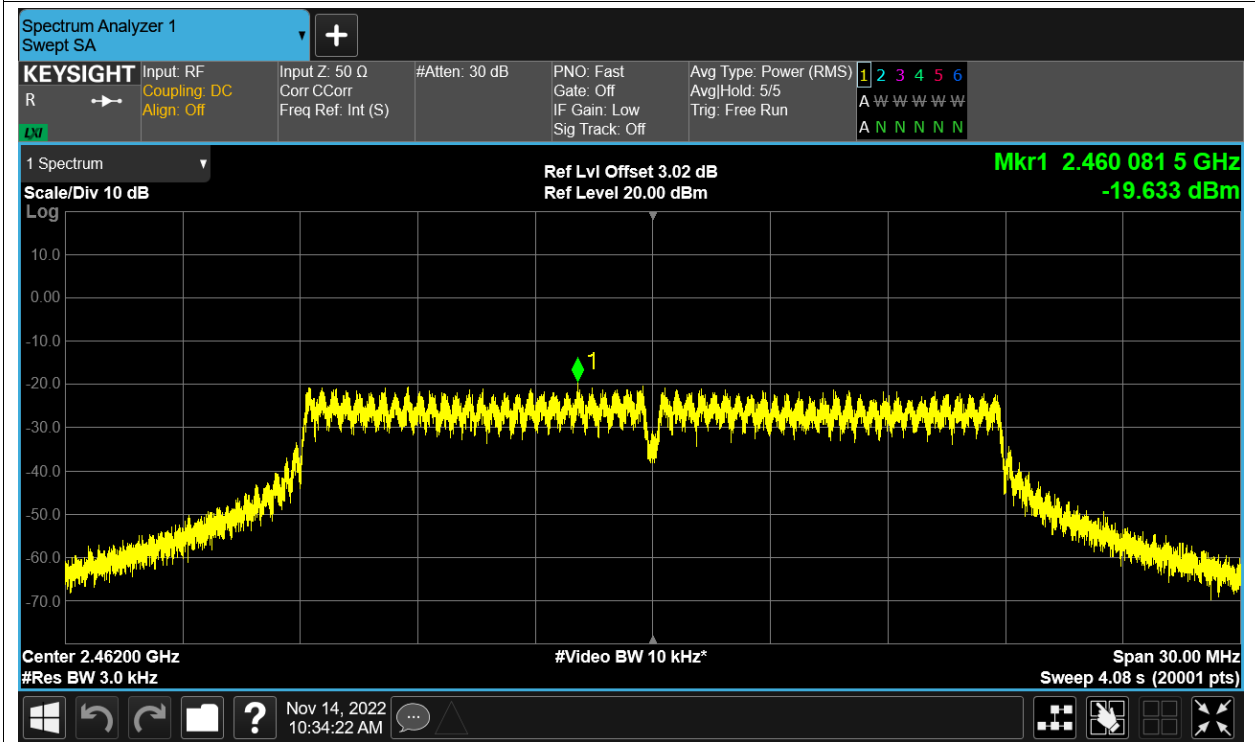 Spectrum Analyzer 1
Swept SA
+
KEYSIGHT
R
LXI
Input: RF
Coupling: DC
Align: Off
Input Z: 50 Ω
Corr CCorr
Freq Ref: Int (S)
#Atten: 30 dB
PNO: Fast
Gate: Off
IF Gain: Low
Sig Track: Off
Avg Type: Power (RMS)
Avg|Hold: 5/5
Trig: Free Run
1 2 3 4 5 6
A W W W W W
A N N N N N
1 Spectrum
Scale/Div 10 dB
Ref Lvl Offset 3.02 dB
Ref Level 20.00 dBm
Mkr1 2.460 081 5 GHz
-19.633 dBm
Log
10.0
0.00
-10.0
-20.0
-30.0
-40.0
-50.0
-60.0
-70.0
1
Center 2.46200 GHz
#Res BW 3.0 kHz
#Video BW 10 kHz*
Span 30.00 MHz
Sweep 4.08 s (20001 pts)
?
Nov 14, 2022
10:34:22 AM